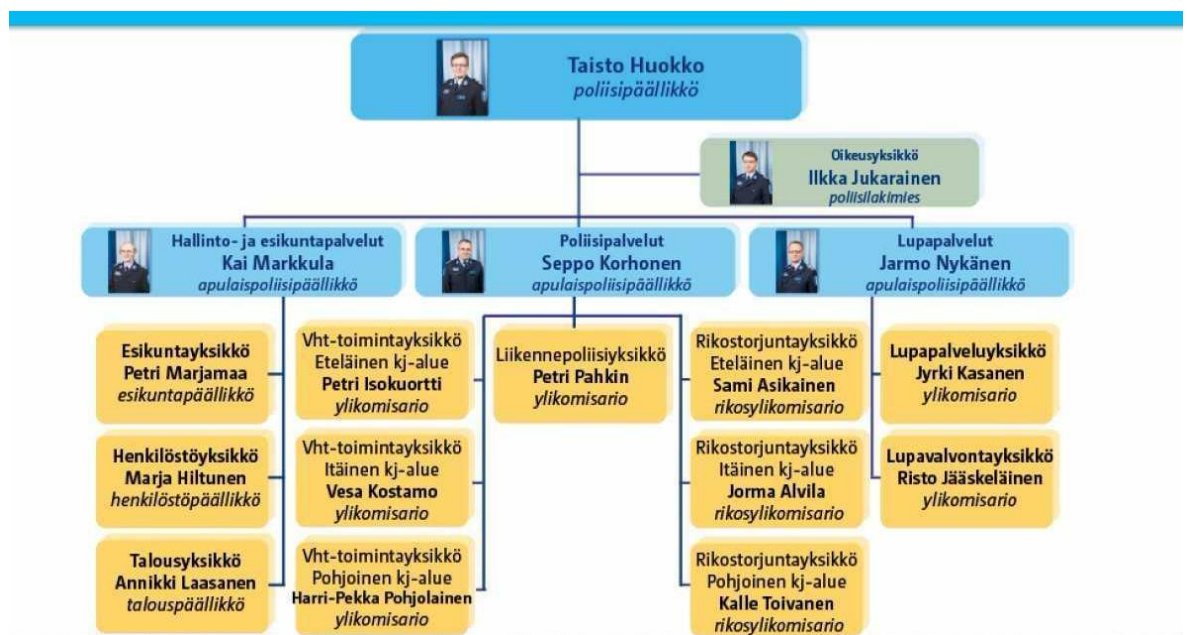 Taisto Huokko
poliisipäällikkö
Oikeusyksikkö
Ilkka Jukarainen
poliisilakimies
Hallinto- ja esikuntapalvelut
Kai Markkula
apulaispoliisipäällikkö
Poliisipalvelut
Seppo Korhonen
apulaispoliisipäällikkö
Lupapalvelut
Jarmo Nykänen
apulaispoliisipäällikkö
Esikuntayksikkö
Petri Marjamaa
esikuntapäällikkö
Henkilöstöyksikkö
Marja Hiltunen
henkilöstöpäällikkö
Talousyksikkö
Annikki Laasanen
talouspäällikkö
Vht-toimintayksikkö
Eteläinen kj-alue
Petri Isokuortti
ylikomisario
Vht-toimintayksikkö
Itäinen kj-alue
Vesa Kostamo
ylikomisario
Vht-toimintayksikkö
Pohjoinen kj-alue
Harri-Pekka Pohjolainen
ylikomisario
Liikennepoliisiyksikkö
Petri Pahkin
ylikomisario
Rikostorjuntayksikkö
Eteläinen kj-alue
Sami Asikainen
rikosylikomisario
Rikostorjuntayksikkö
Itäinen kj-alue
Jorma Alvila
rikosylikomisario
Rikostorjuntayksikkö
Pohjoinen kj-alue
Kalle Toivanen
rikosylikomisario
Lupapalveluyksikkö
Jyrki Kasanen
ylikomisario
Lupavalvontayksikkö
Risto Jääskeläinen
ylikomisario